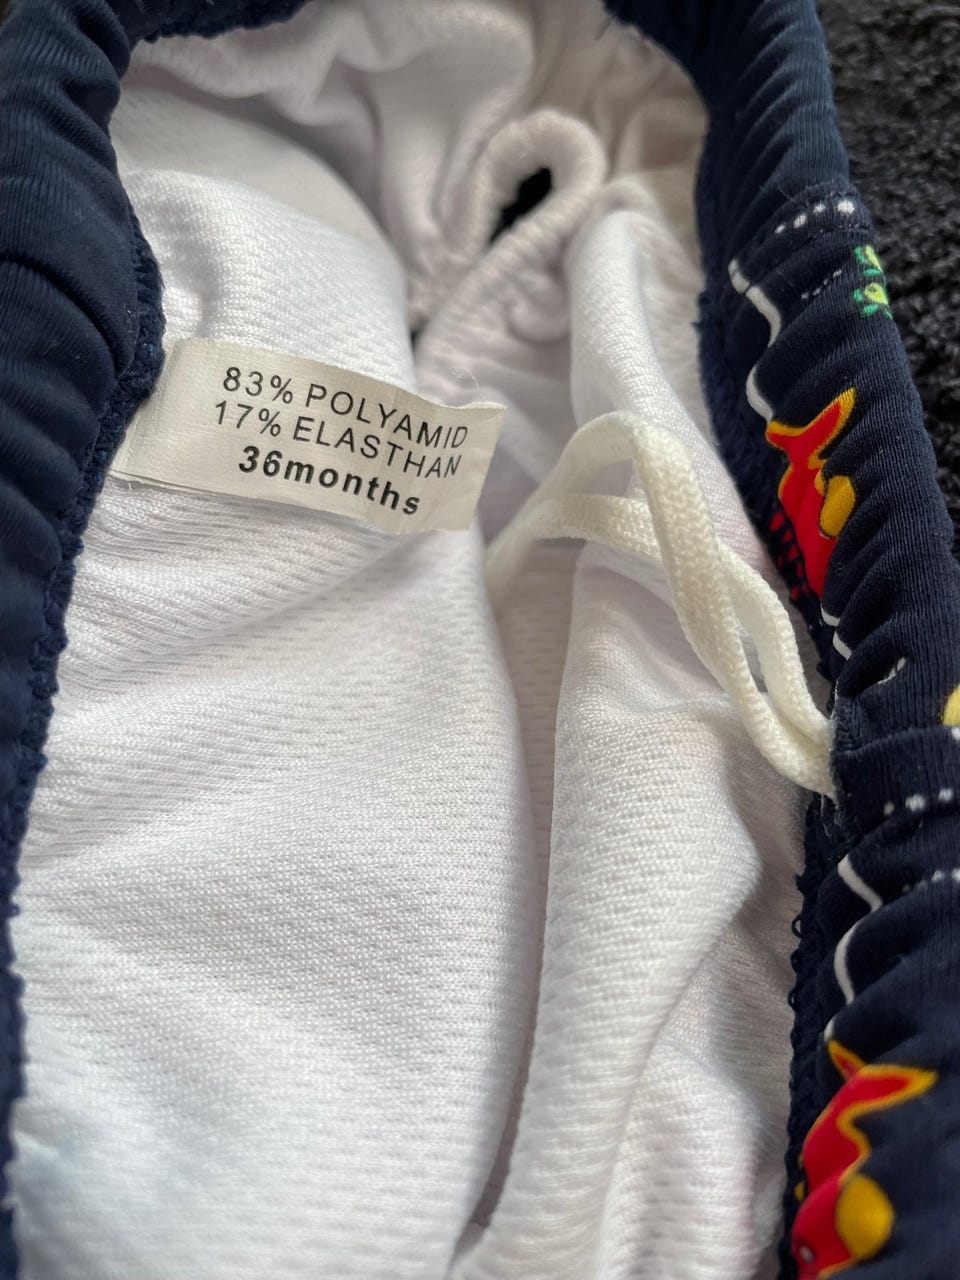 83% POLYAMID
17% ELASTHAN
36months